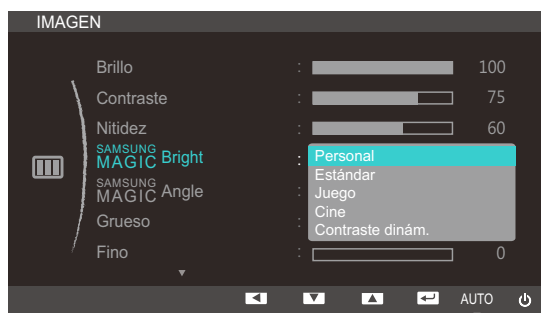 IMAGEN
Brillo : 100
Contraste : 75
Nitidez : 60
SAMSUNG
MAGIC Bright :
Personal
Estándar
Juego
Cine
Contraste dinám.
SAMSUNG
MAGIC Angle :
Grueso :
Fino : 0
AUTO